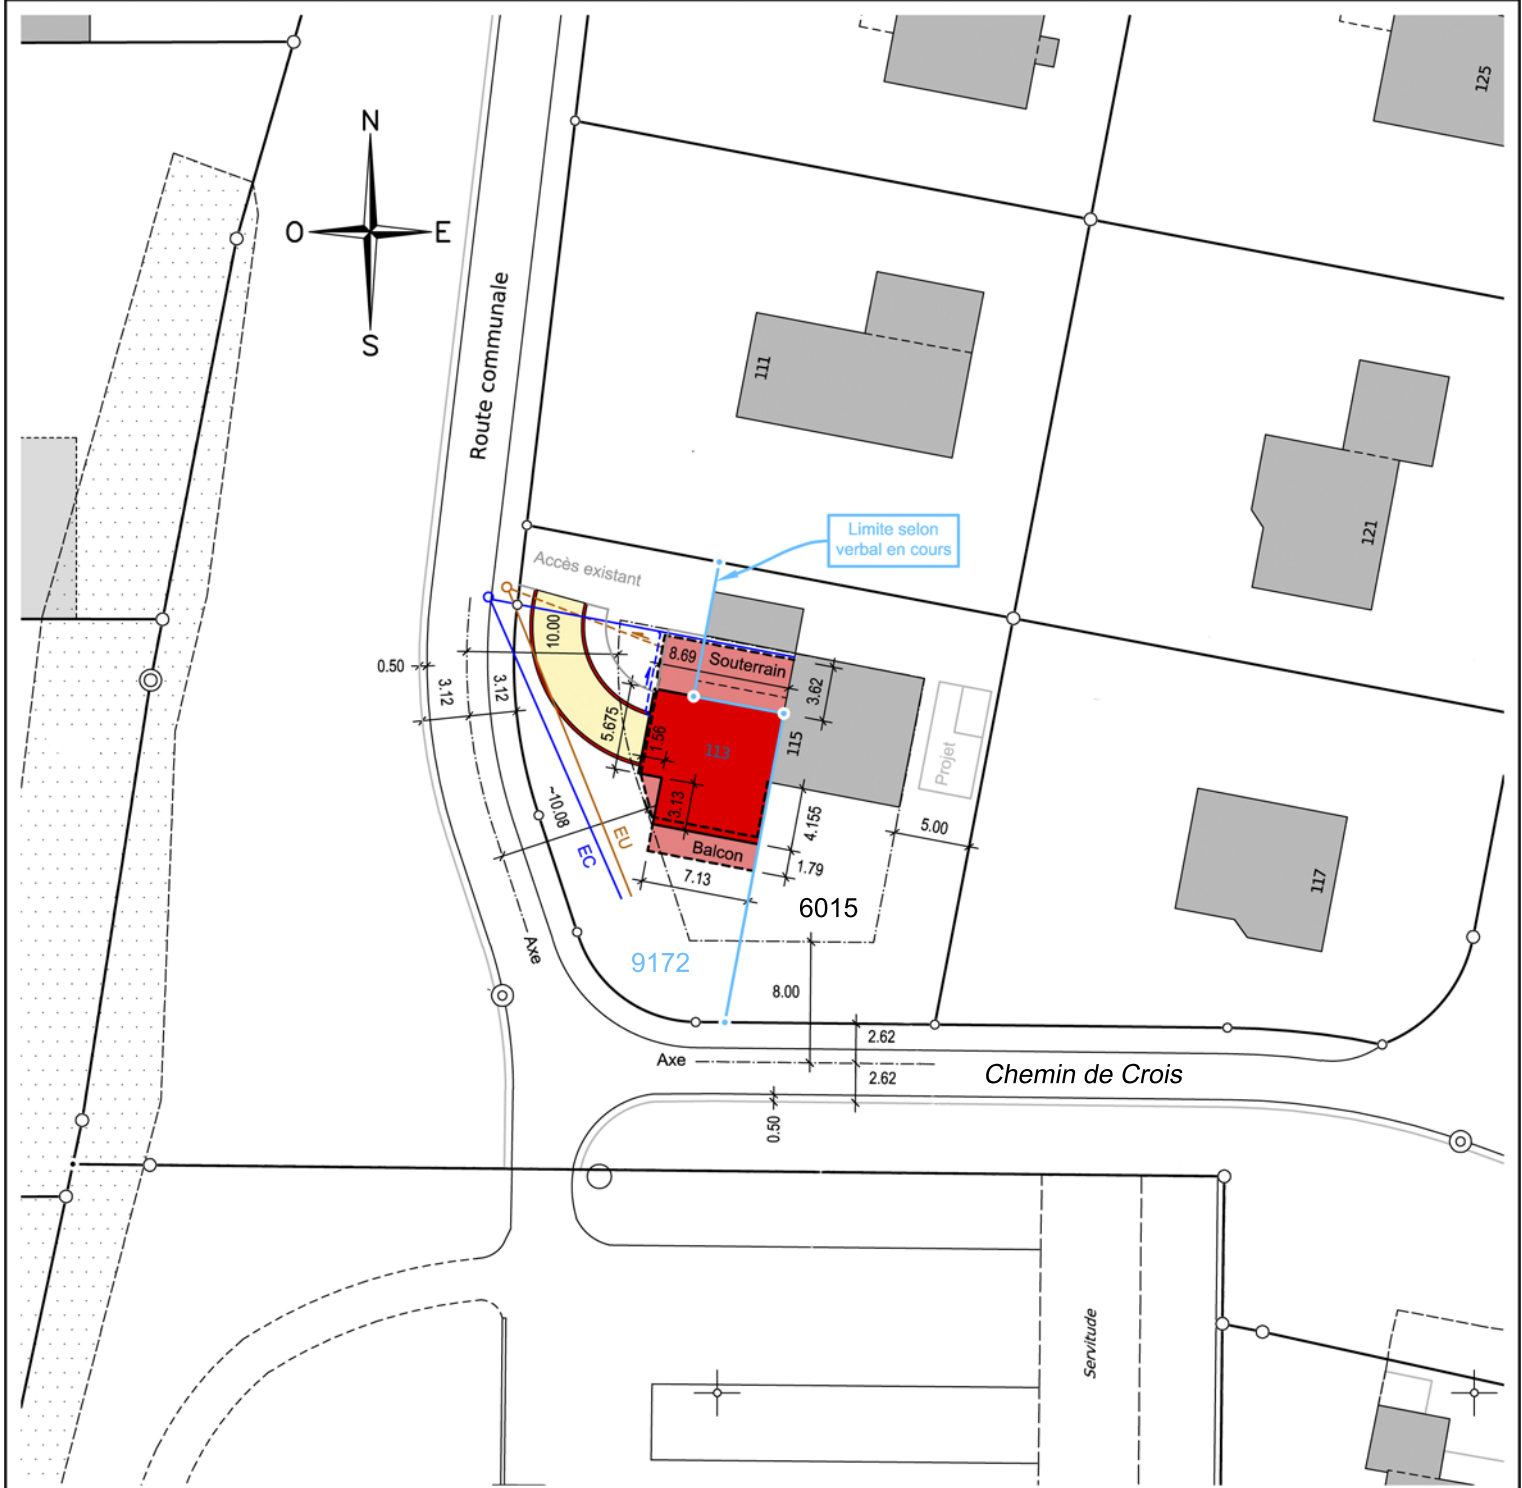 125
N
O
E
S
Route communale
111
121
Limite selon
verbal en cours
Accès existant
10.00
8.69
Souterrain
3.62
0.50
3.12
3.12
5.675
1.56
113
115
Projet
~10.08
3.13
4.155
5.00
EU
EC
Balcon
1.79
7.13
117
6015
Axe
9172
8.00
2.62
Axe
2.62
Chemin de Crois
0.50
Servitude